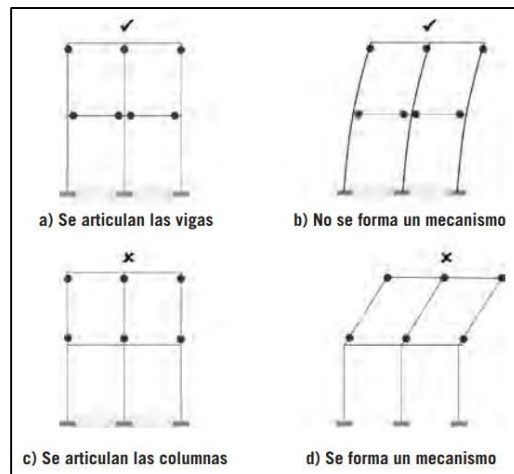 a) Se articulan las vigas
b) No se forma un mecanismo
c) Se articulan las columnas
d) Se forma un mecanismo